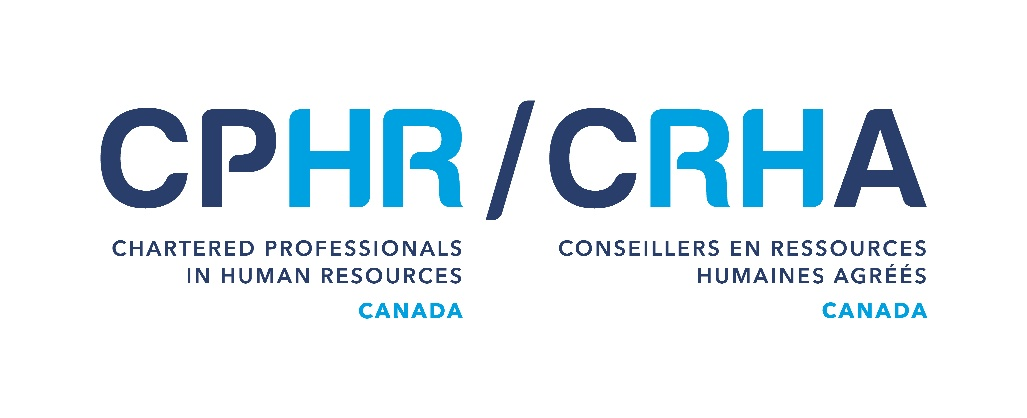 CPHR/CRHA
CHARTERED PROFESSIONALS
IN HUMAN RESOURCES
CANADA
CONSEILLERS EN RESSOURCES
HUMAINES AGRÉÉS
CANADA